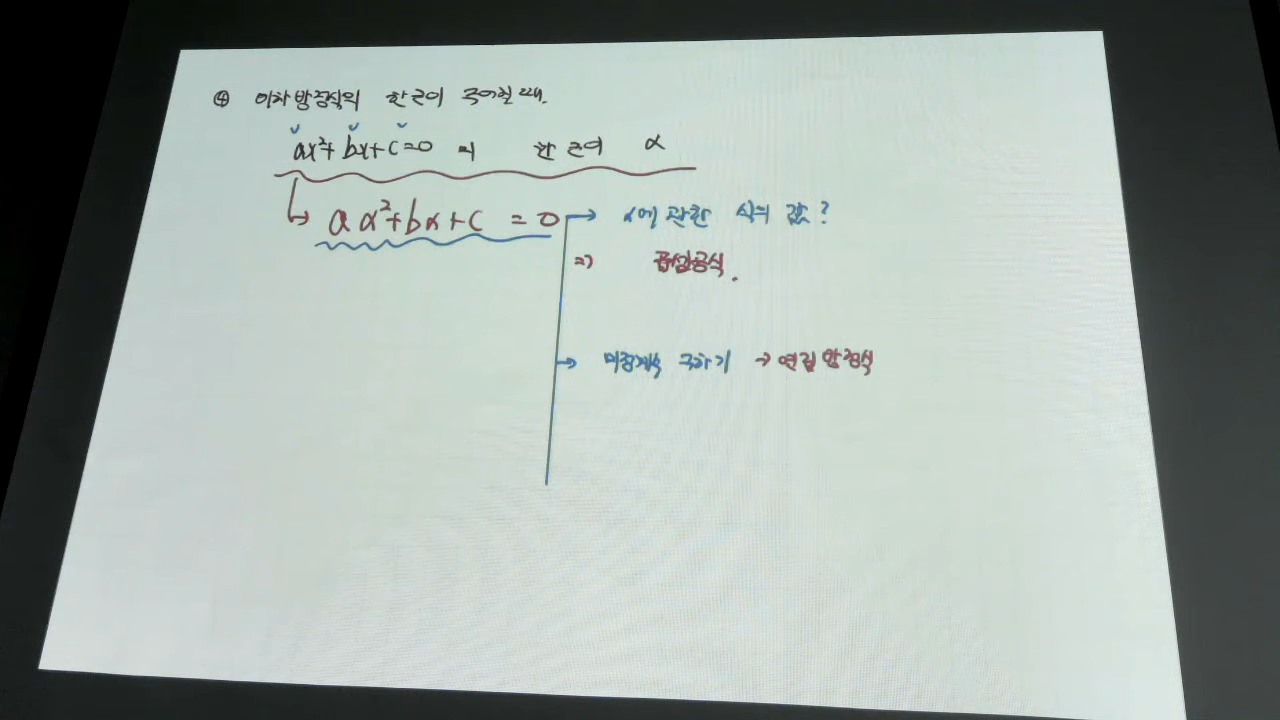 ④ 이차방정식의 한 근이 주어질 때.
ax²+bx+c=0 의 한 근이 α
↳ aα²+bα+c = 0
→ α에 관한 식의 값?
⇒ 곱셈공식.
→ 미정계수 구하기 → 연립방정식